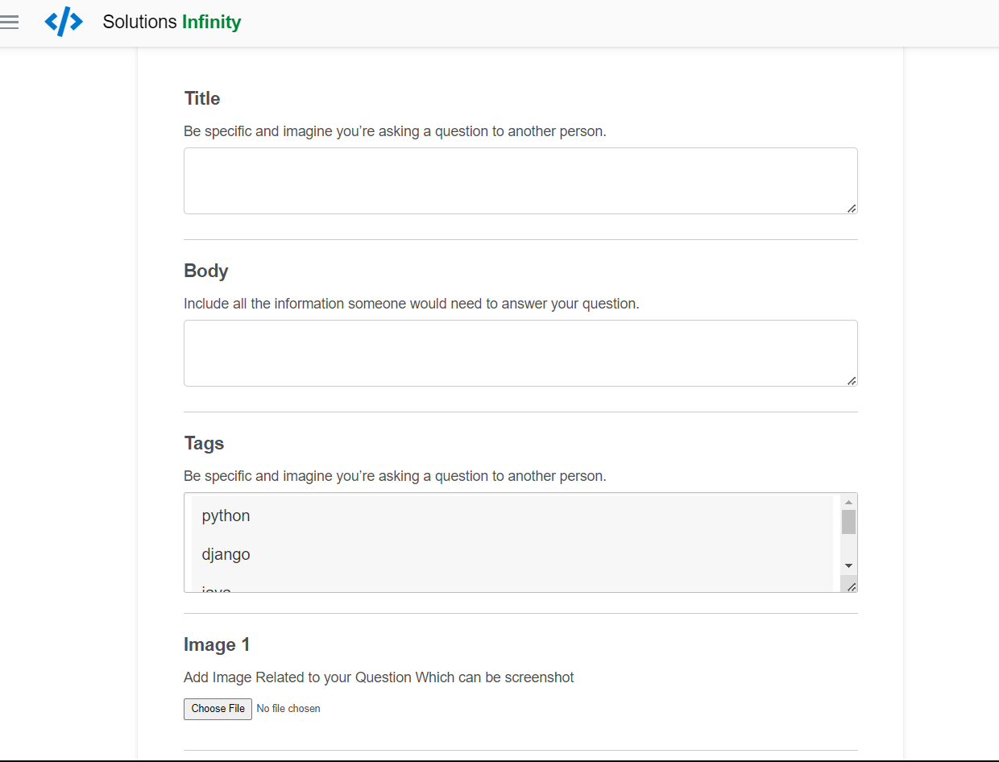 Solutions Infinity
Title
Be specific and imagine you’re asking a question to another person.
Body
Include all the information someone would need to answer your question.
Tags
Be specific and imagine you’re asking a question to another person.
python
django
java
Image 1
Add Image Related to your Question Which can be screenshot
Choose File No file chosen